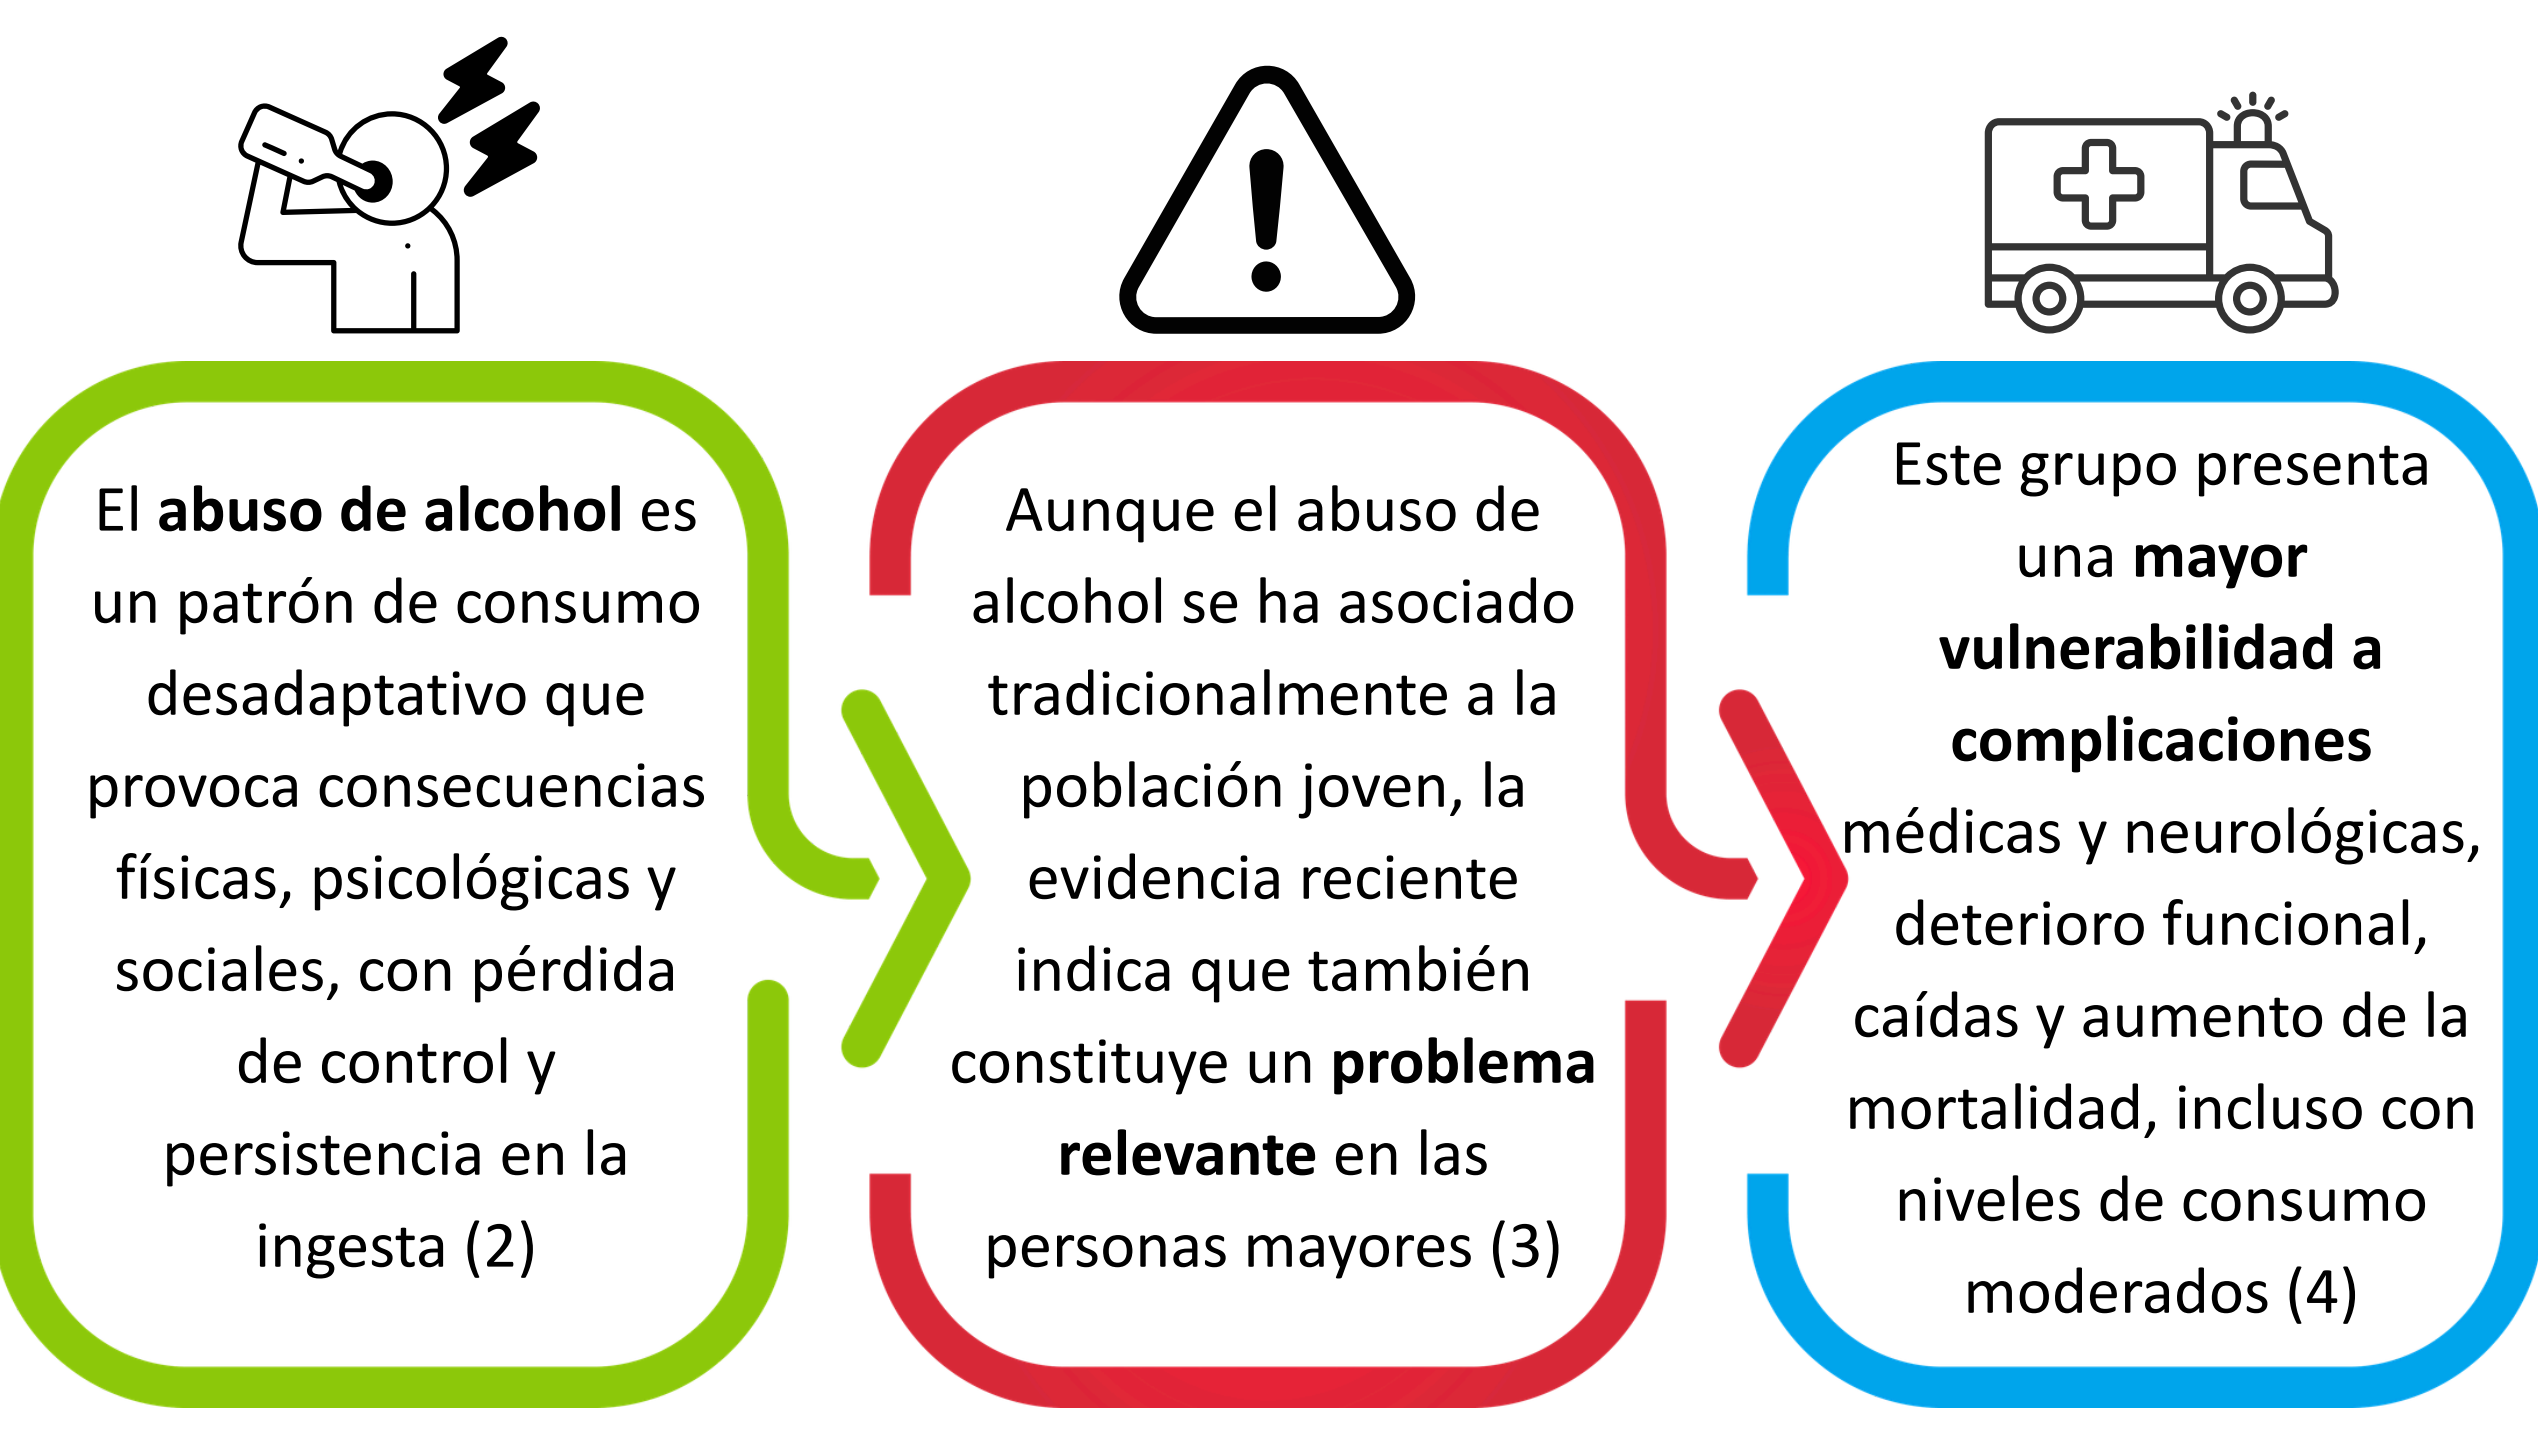 El abuso de alcohol es
un patrón de consumo
desadaptativo que
provoca consecuencias
físicas, psicológicas y
sociales, con pérdida
de control y
persistencia en la
ingesta (2)
Aunque el abuso de
alcohol se ha asociado
tradicionalmente a la
población joven, la
evidencia reciente
indica que también
constituye un problema
relevante en las
personas mayores (3)
Este grupo presenta
una mayor
vulnerabilidad a
complicaciones
médicas y neurológicas,
deterioro funcional,
caídas y aumento de la
mortalidad, incluso con
niveles de consumo
moderados (4)